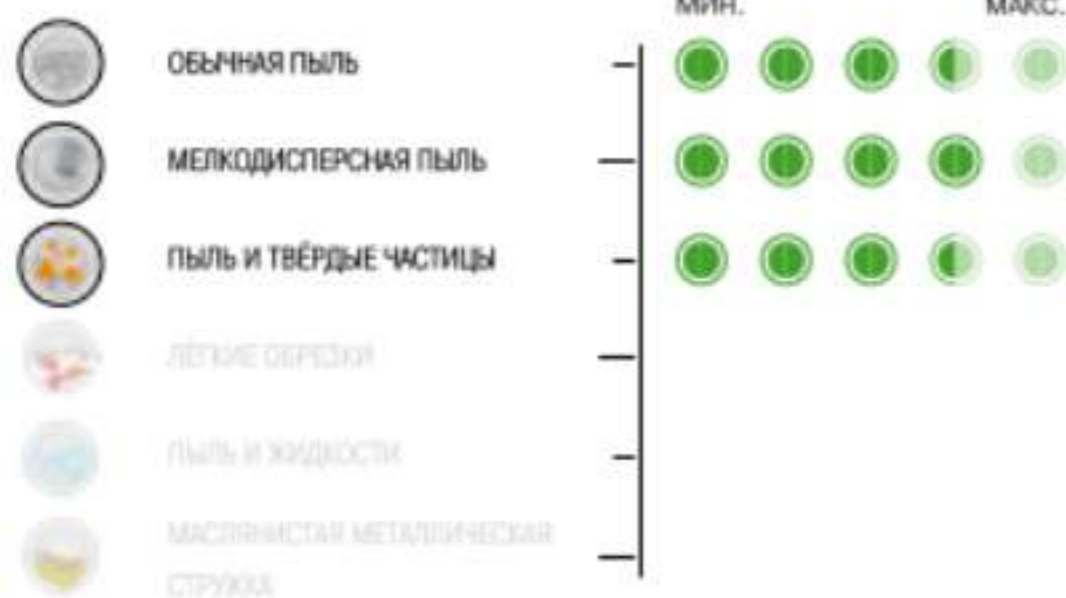 МИН. МАКС.
ОБЫЧНАЯ ПЫЛЬ
МЕЛКОДИСПЕРСНАЯ ПЫЛЬ
ПЫЛЬ И ТВЁРДЫЕ ЧАСТИЦЫ
ЛЁГКИЕ ОБРЕЗКИ
ПЫЛЬ И ЖИДКОСТИ
МАСЛЯНИСТАЯ МЕТАЛЛИЧЕСКАЯ
СТРУЖКА